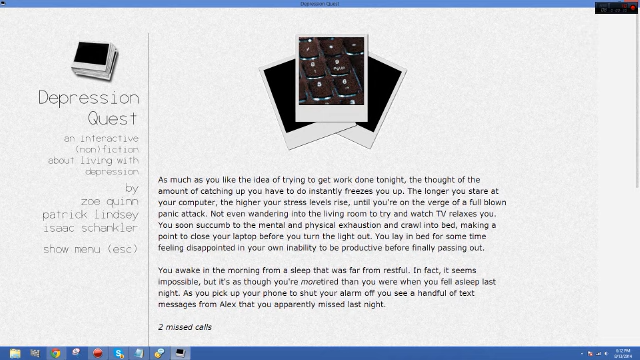 Depression Quest
Depression
Quest
an interactive
(non)fiction
about living with
depression
by
zoe quinn
patrick lindsey
isaac schankler
show menu (esc)
As much as you like the idea of trying to get work done tonight, the thought of the
amount of catching up you have to do instantly freezes you up. The longer you stare at
your computer, the higher your stress levels rise, until you're on the verge of a full blown
panic attack. Not even wandering into the living room to try and watch TV relaxes you.
You soon succumb to the mental and physical exhaustion and crawl into bed, making a
point to close your laptop before you turn the light out. You lay in bed for some time
feeling disappointed in your own inability to be productive before finally passing out.
You awake in the morning from a sleep that was far from restful. In fact, it seems
impossible, but it's as though you're moretired than you were when you fell asleep last
night. As you pick up your phone to shut your alarm off you see a handful of text
messages from Alex that you apparently missed last night.
2 missed calls